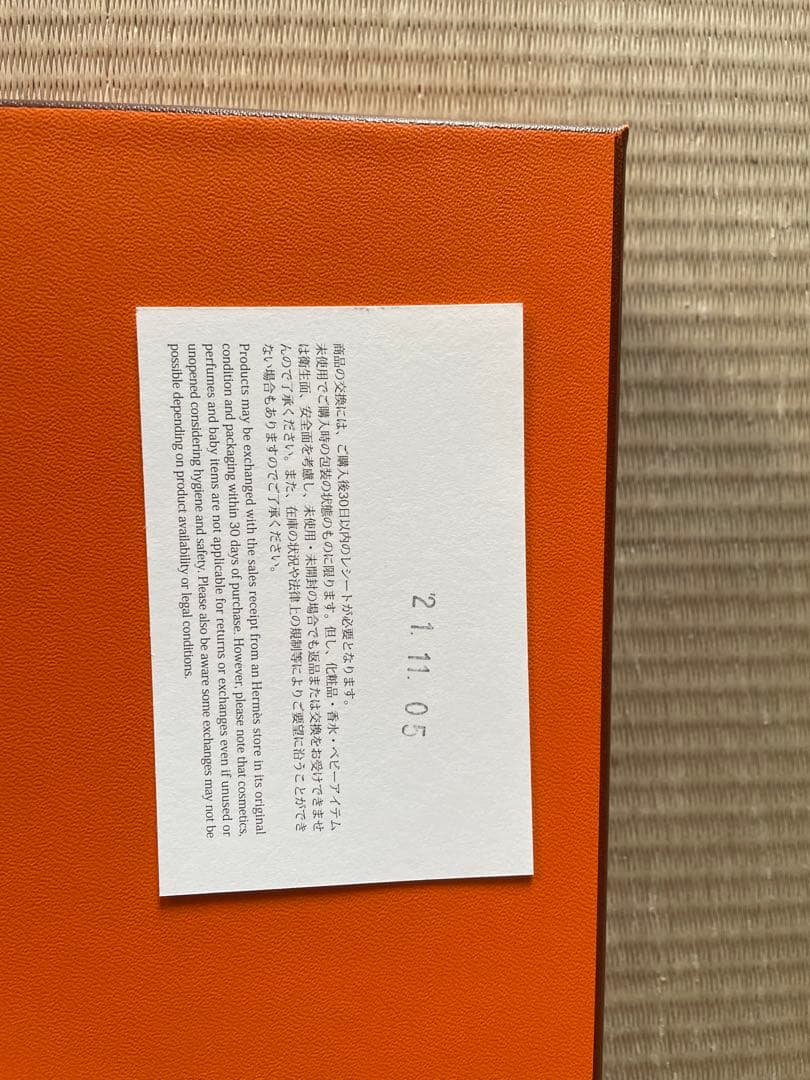 '21.11.05
商品の交換には、ご購入後30日以内のレシートが必要となります。
未使用でご購入時の包装の状態のものに限ります。但し、化粧品・香水・ベビーアイテム
は衛生面、安全面を考慮し、未使用・未開封の場合でも返品または交換をお受けできませ
んので了承ください。また、在庫の状況や法律上の規制等によりご要望に沿うことができ
ない場合もありますのでご了承ください。
Products may be exchanged with the sales receipt from an Hermès store in its original
condition and packaging within 30 days of purchase. However, please note that cosmetics,
perfumes and baby items are not applicable for returns or exchanges even if unused or
unopened considering hygiene and safety. Please also be aware some exchanges may not be
possible depending on product availability or legal conditions.